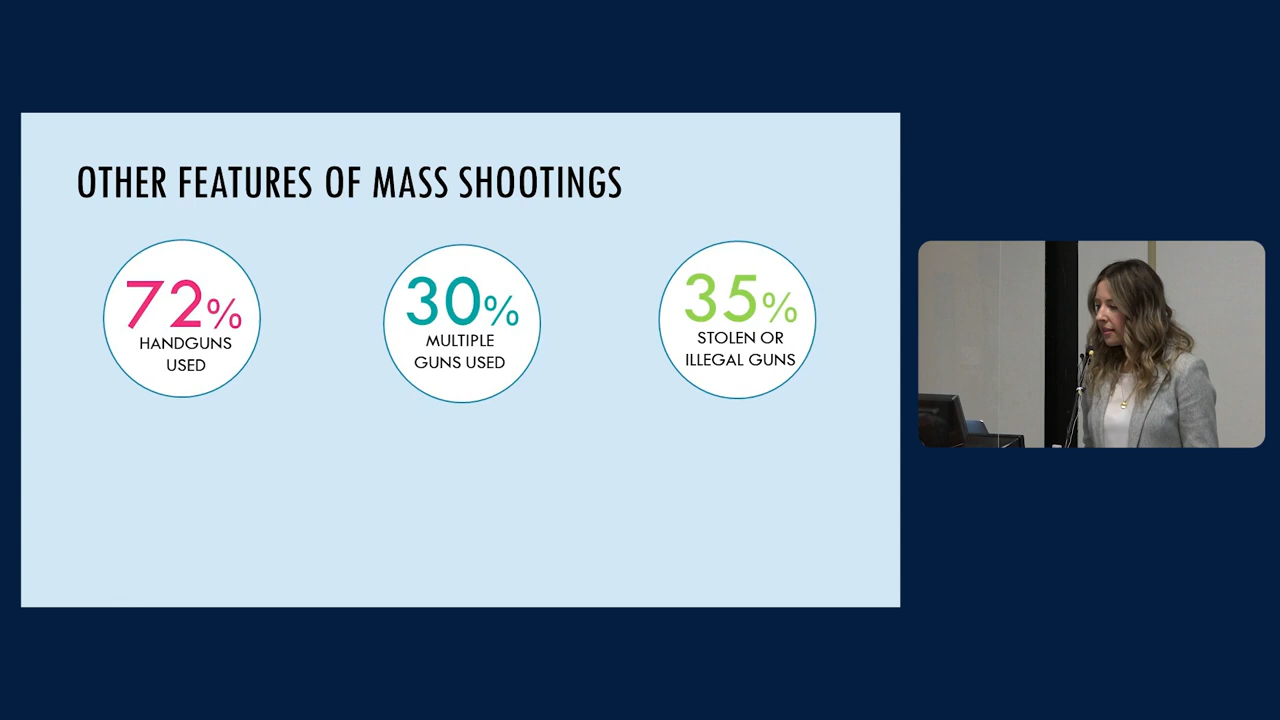 OTHER FEATURES OF MASS SHOOTINGS
72%
HANDGUNS
USED
30%
MULTIPLE
GUNS USED
35%
STOLEN OR
ILLEGAL GUNS